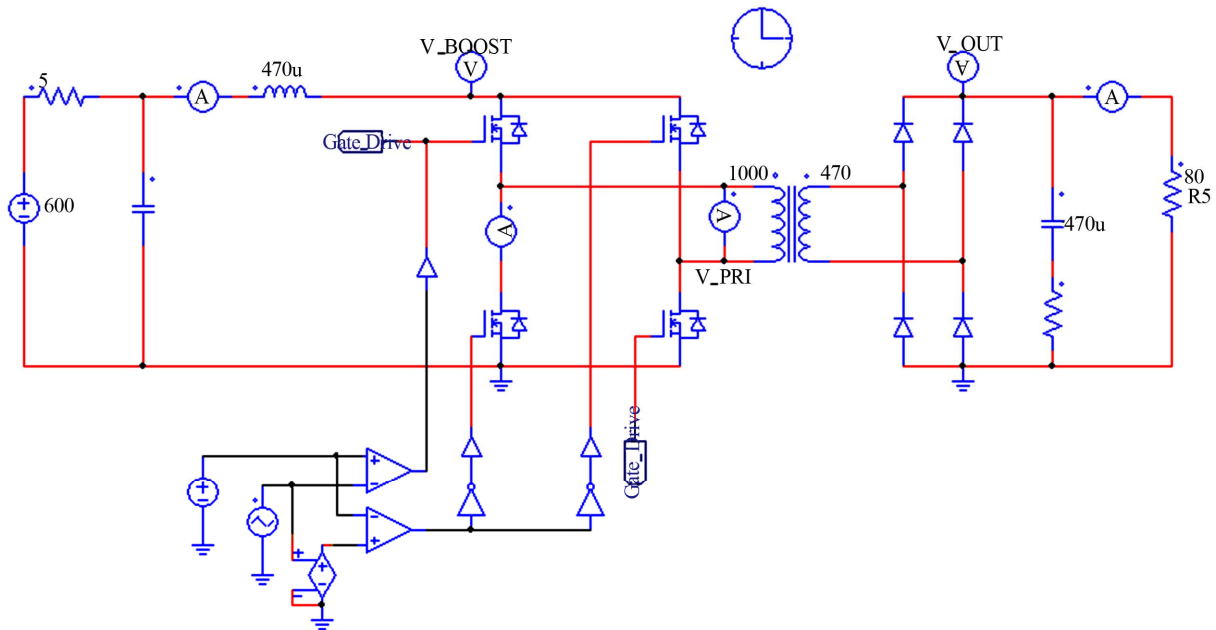 V_BOOST
V_OUT
5
470u
V
V
A
A
Gate_Drive
1000
470
600
80
R5
A
A
470u
V_PRI
Gate_Drive